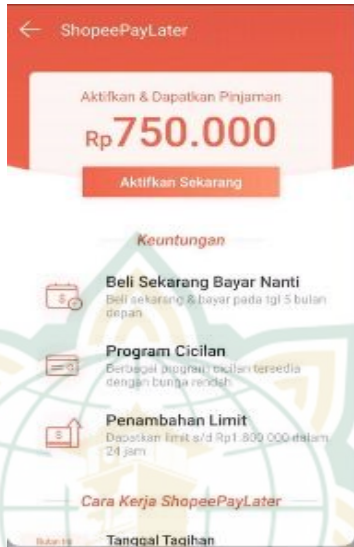 ShopeePayLater
Aktifkan & Dapatkan Pinjaman
Rp750.000
Aktifkan Sekarang
Keuntungan
Beli Sekarang Bayar Nanti
Beli sekarang & bayar pada tgl 5 bulan
depan
Program Cicilan
Berbagai program cicilan tersedia
dengan bunga rendah
Penambahan Limit
Dapatkan limit s/d Rp1.800.000 dalam
24 jam
Cara Kerja ShopeePayLater
Bulan Ini
Tanggal Tagihan